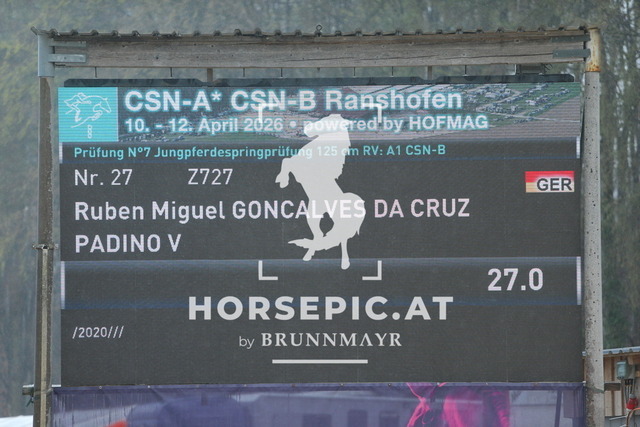 CSN-A* CSN-B Ranshofen
10. - 12. April 2026 • powered by HOFMAG
Prüfung N°7 Jungpferdespringprüfung 125 cm RV: A1 CSN-B
Nr. 27 Z727
GER
Ruben Miguel GONCALVES DA CRUZ
PADINO V
27.0
HORSEPIC.AT
/2020///
by BRUNNMAYR